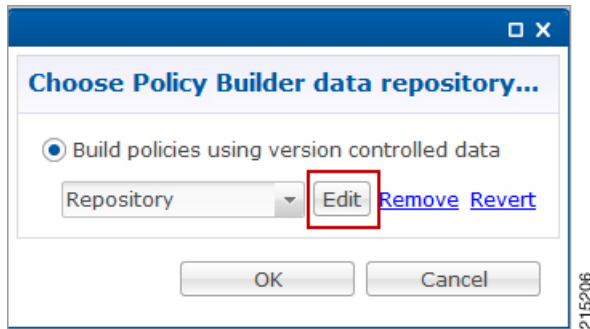 Choose Policy Builder data repository...
Build policies using version controlled data
Repository Edit Remove Revert
OK Cancel
215206